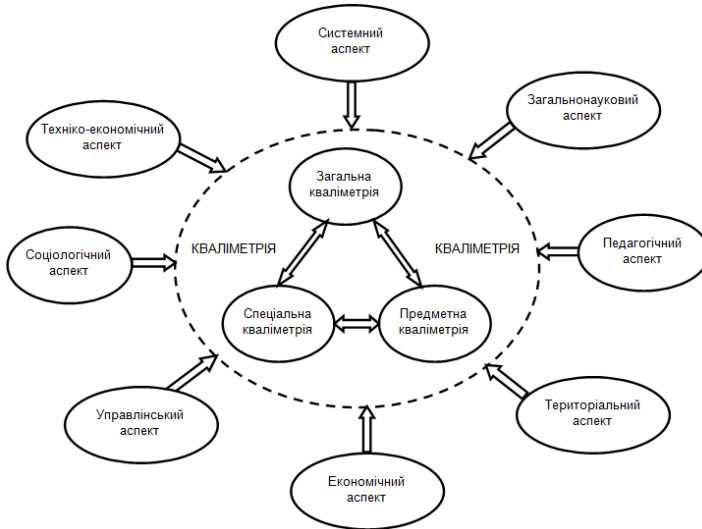 Системний
аспект
Загальнонауковий
аспект
Техніко-економічний
аспект
Загальна
кваліметрія
КВАЛІМЕТРІЯ
КВАЛІМЕТРІЯ
Соціологічний
аспект
Педагогічний
аспект
Спеціальна
кваліметрія
Предметна
кваліметрія
Управлінський
аспект
Територіальний
аспект
Економічний
аспект